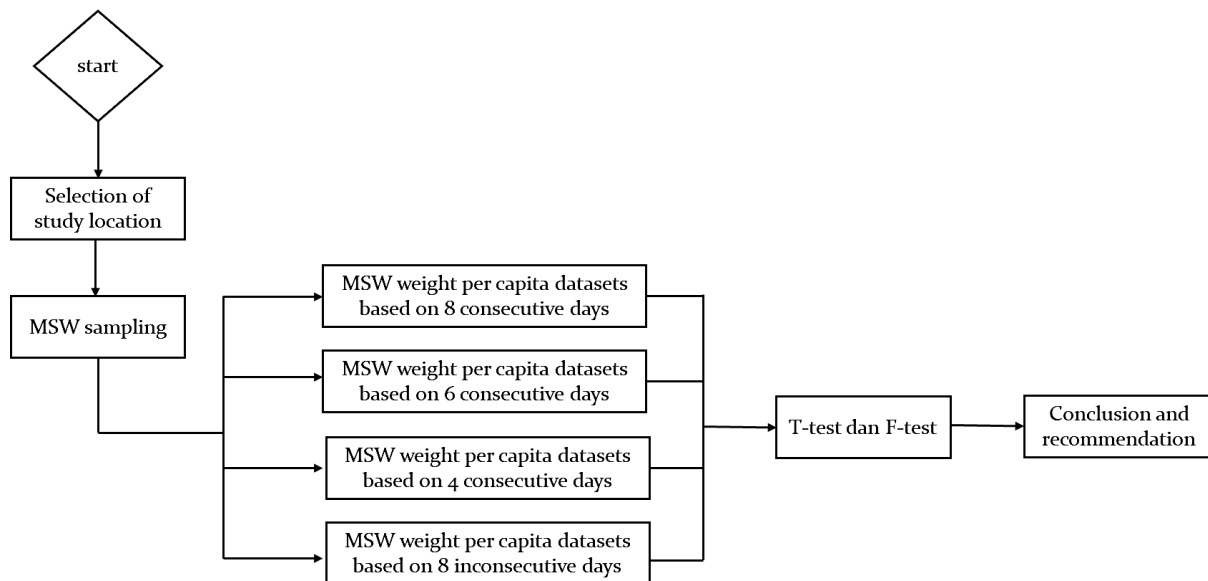 start
Selection of
study location
MSW sampling
MSW weight per capita datasets
based on 8 consecutive days
MSW weight per capita datasets
based on 6 consecutive days
MSW weight per capita datasets
based on 4 consecutive days
MSW weight per capita datasets
based on 8 inconsecutive days
T-test dan F-test
Conclusion and
recommendation